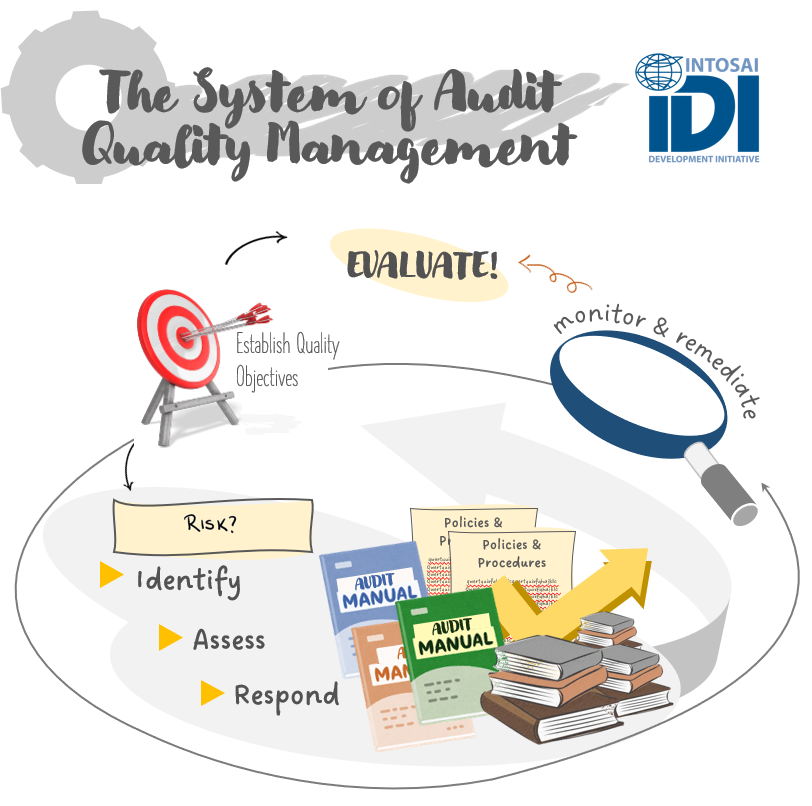 The System of Audit
Quality Management
INTOSAI
IDI
DEVELOPMENT INITIATIVE
EVALUATE!
monitor & remediate
Establish Quality
Objectives
RISK?
Identify
Assess
Respond
Policies &
Policies &
Procedures
AUDIT
MANUAL
AUDIT
MANUAL